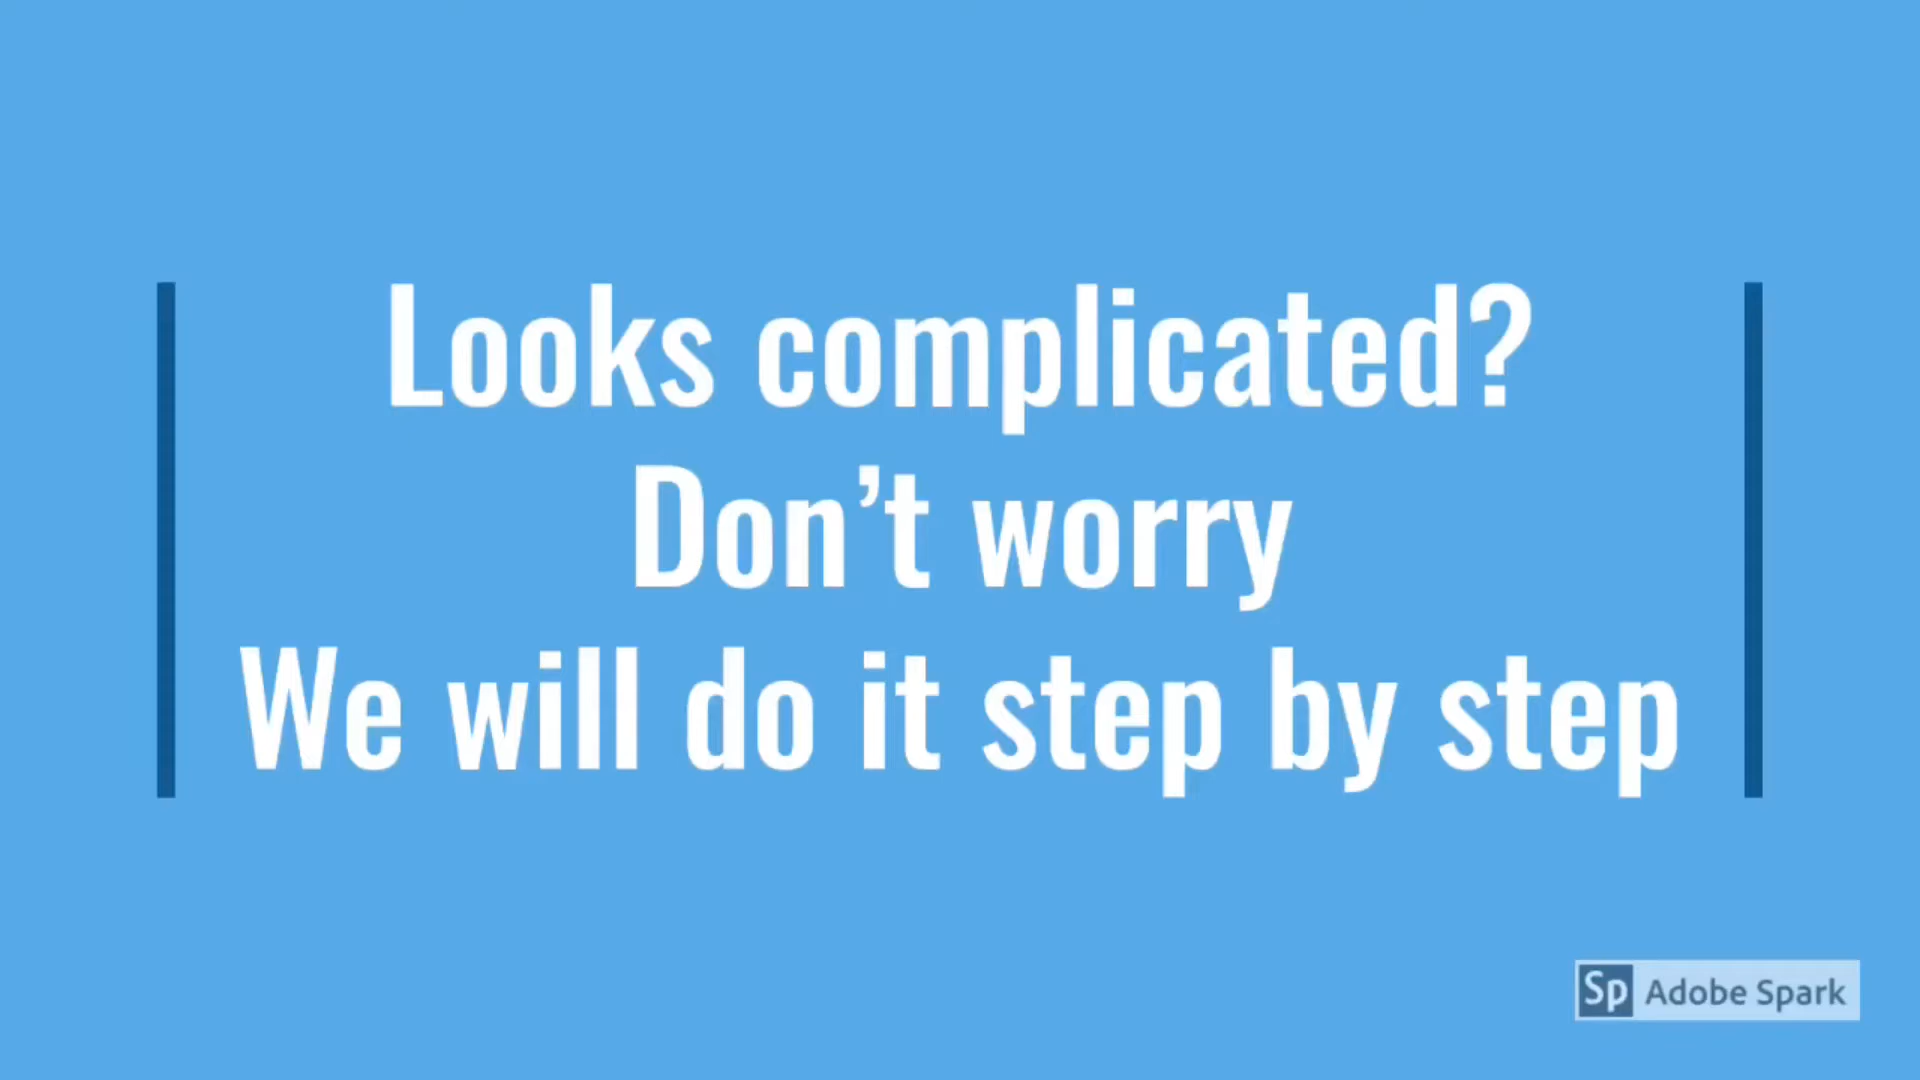 Looks complicated?
Don’t worry
We will do it step by step
Sp Adobe Spark